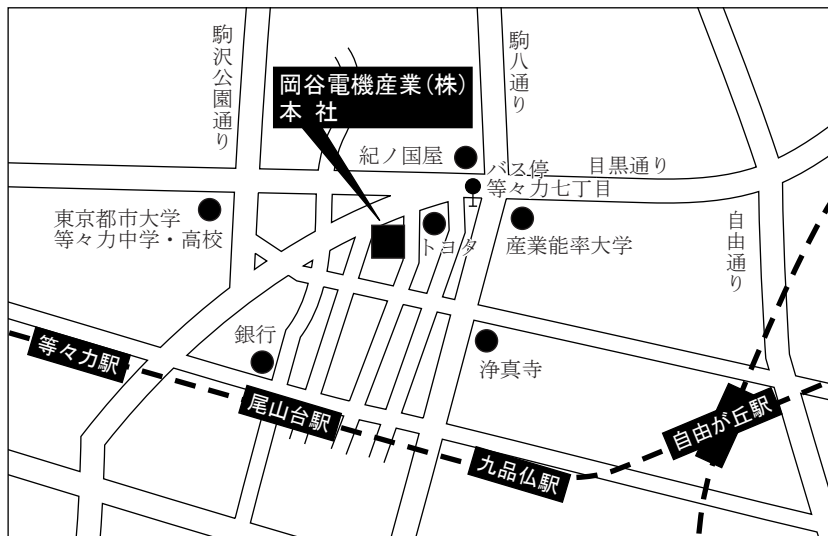 駒沢公園通り
駒八通り
岡谷電機産業(株)
本 社
紀ノ国屋
バス停
等々力七丁目
目黒通り
東京都市大学
等々力中学・高校
トヨタ
産業能率大学
自由通り
等々力駅
銀行
浄真寺
尾山台駅
自由が丘駅
九品仏駅